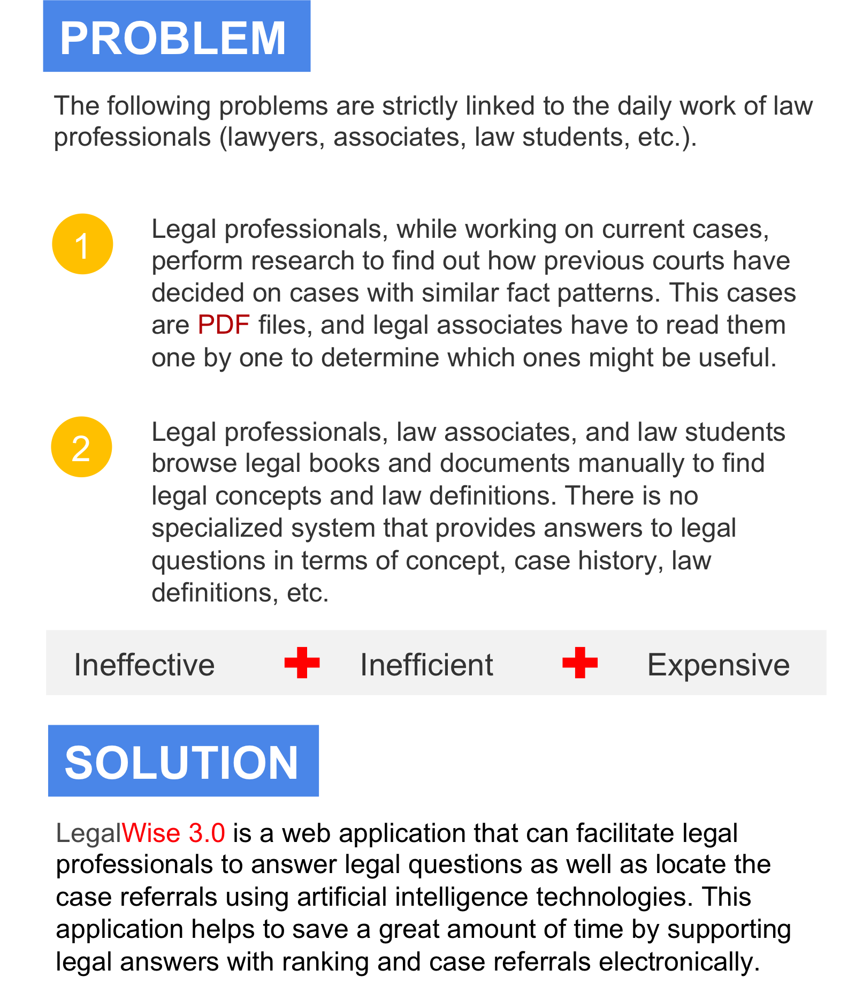 PROBLEM
The following problems are strictly linked to the daily work of law
professionals (lawyers, associates, law students, etc.).
1
Legal professionals, while working on current cases,
perform research to find out how previous courts have
decided on cases with similar fact patterns. This cases
are PDF files, and legal associates have to read them
one by one to determine which ones might be useful.
2
Legal professionals, law associates, and law students
browse legal books and documents manually to find
legal concepts and law definitions. There is no
specialized system that provides answers to legal
questions in terms of concept, case history, law
definitions, etc.
Ineffective + Inefficient + Expensive
SOLUTION
LegalWise 3.0 is a web application that can facilitate legal
professionals to answer legal questions as well as locate the
case referrals using artificial intelligence technologies. This
application helps to save a great amount of time by supporting
legal answers with ranking and case referrals electronically.